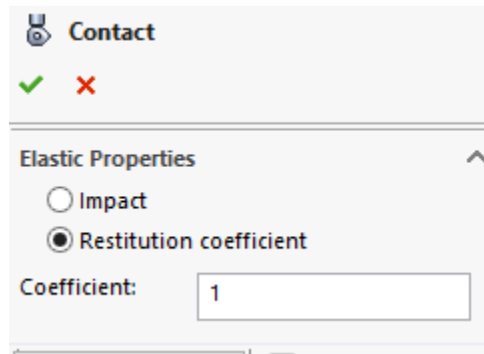 Contact
Elastic Properties
Impact
Restitution coefficient
Coefficient:
1